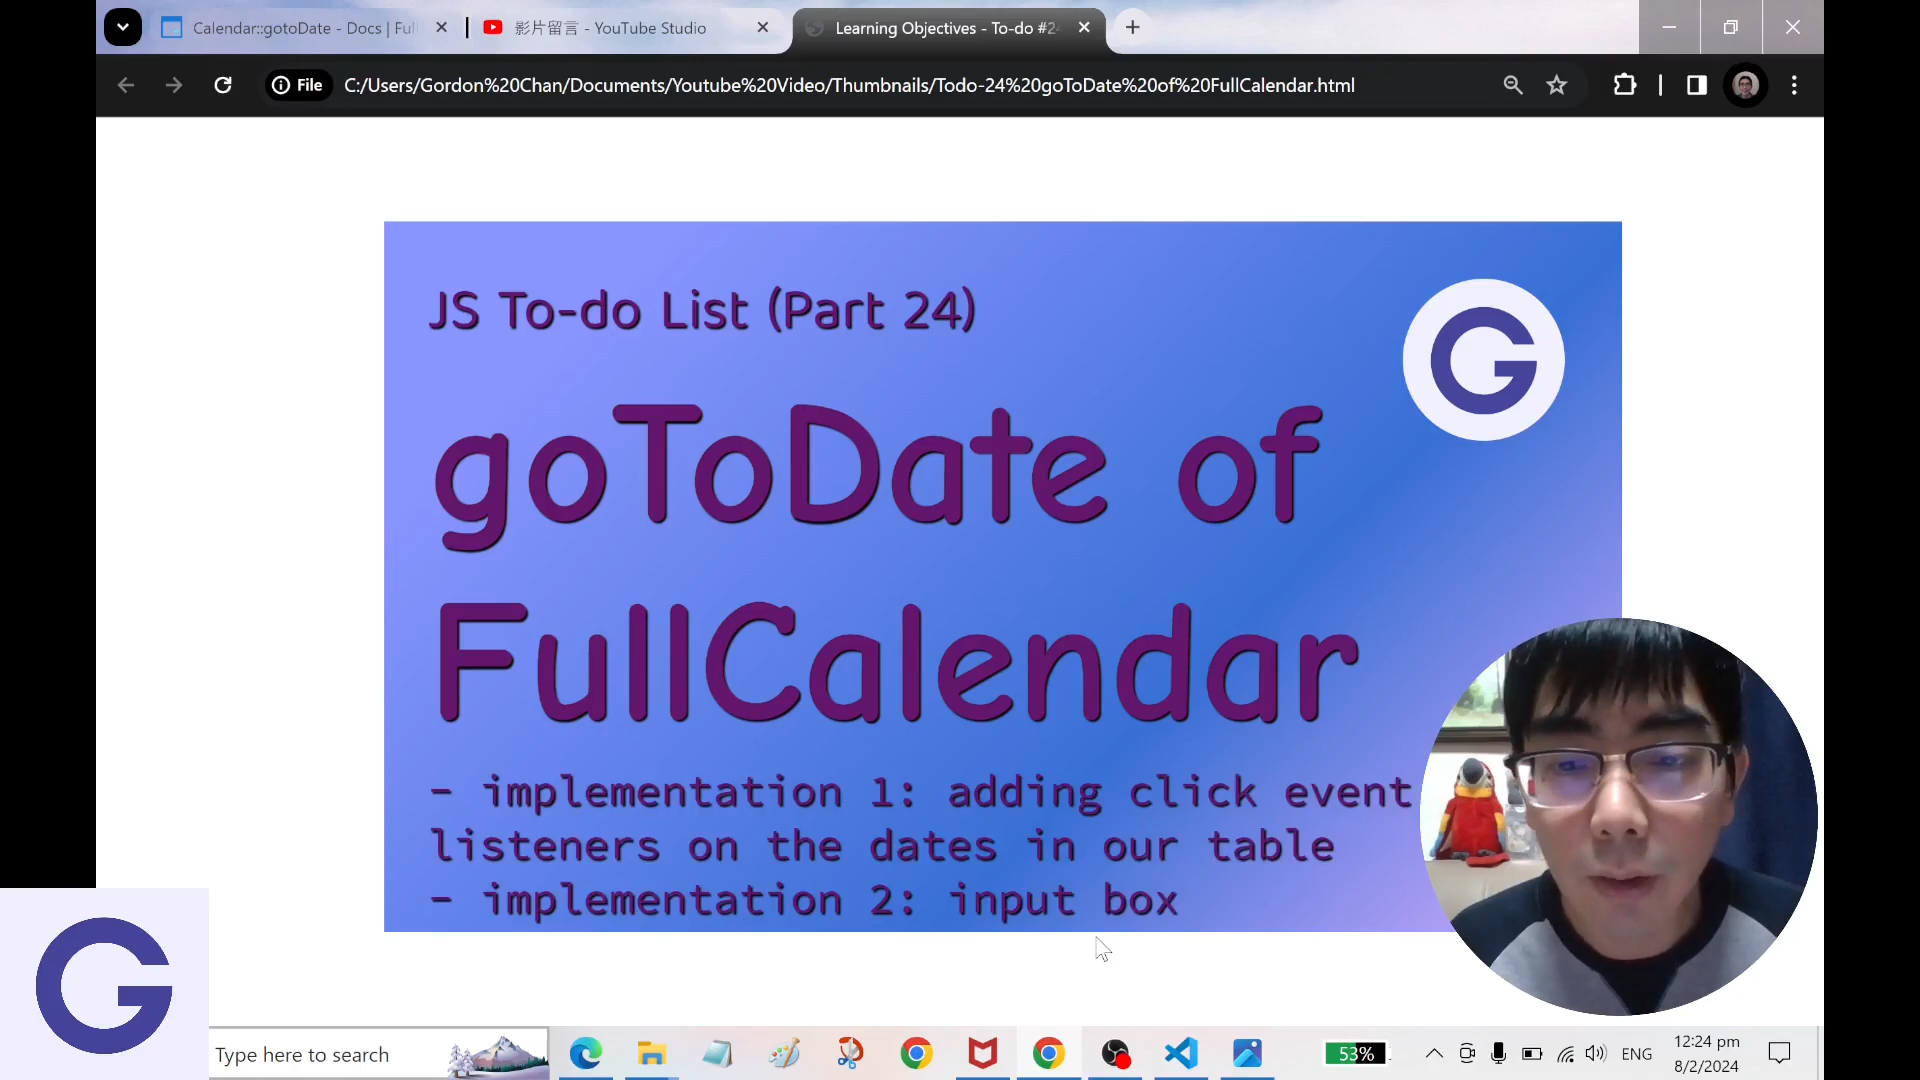 Calendar::gotoDate - Docs | Ful
影片留言 - YouTube Studio
Learning Objectives - To-do #24
File
C:/Users/Gordon%20Chan/Documents/Youtube%20Video/Thumbnails/Todo-24%20goToDate%20of%20FullCalendar.html
JS To-do List (Part 24)
G
goToDate of
FullCalendar
- implementation 1: adding click event
listeners on the dates in our table
- implementation 2: input box
G
Type here to search
53%
ENG
12:24 pm
8/2/2024